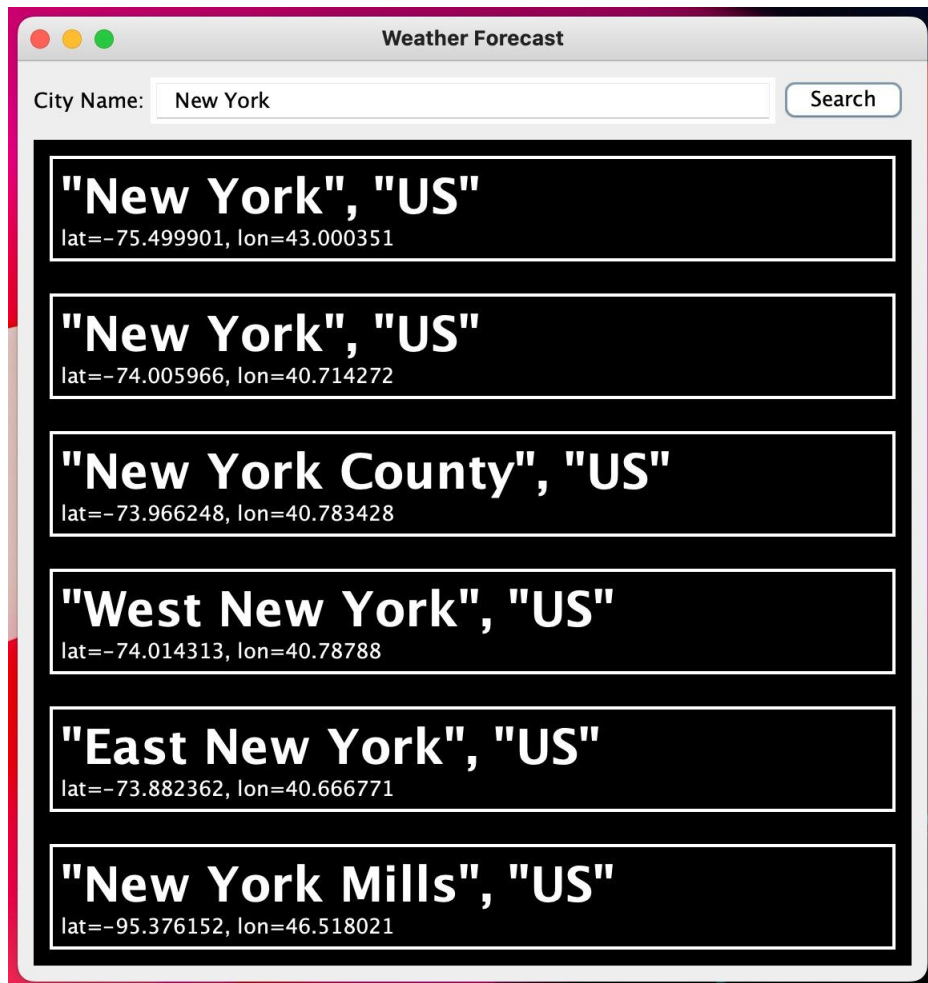 Weather Forecast
City Name: New York Search
"New York", "US"
lat=-75.499901, lon=43.000351
"New York", "US"
lat=-74.005966, lon=40.714272
"New York County", "US"
lat=-73.966248, lon=40.783428
"West New York", "US"
lat=-74.014313, lon=40.78788
"East New York", "US"
lat=-73.882362, lon=40.666771
"New York Mills", "US"
lat=-95.376152, lon=46.518021